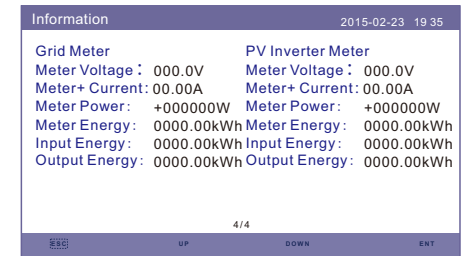 Information 2015-02-23 19 35
Grid Meter PV Inverter Meter
Meter Voltage: 000.0V Meter Voltage: 000.0V
Meter+ Current: 00.00A Meter+ Current: 00.00A
Meter Power: +000000W Meter Power: +000000W
Meter Energy: 0000.00kWh Meter Energy: 0000.00kWh
Input Energy: 0000.00kWh Input Energy: 0000.00kWh
Output Energy: 0000.00kWh Output Energy: 0000.00kWh
4/4
ESC UP DOWN ENT